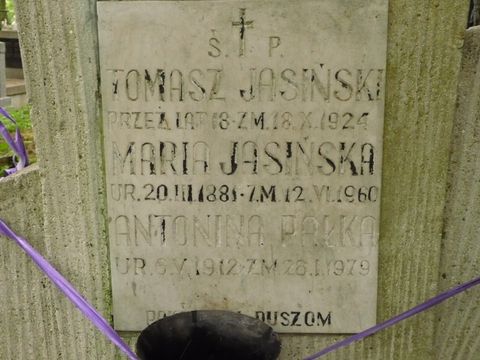 Ś. P.
TOMASZ JASIŃSKI
PRZEŻ. LAT 18 · ZM. 18.X.1924
MARIA JASIŃSKA
UR. 20.III.1881 · ZM. 12.VI.1960
ANTONINA PAŁKA
UR. 6.V.1912 · ZM. 28.I.1979
DUSZOM